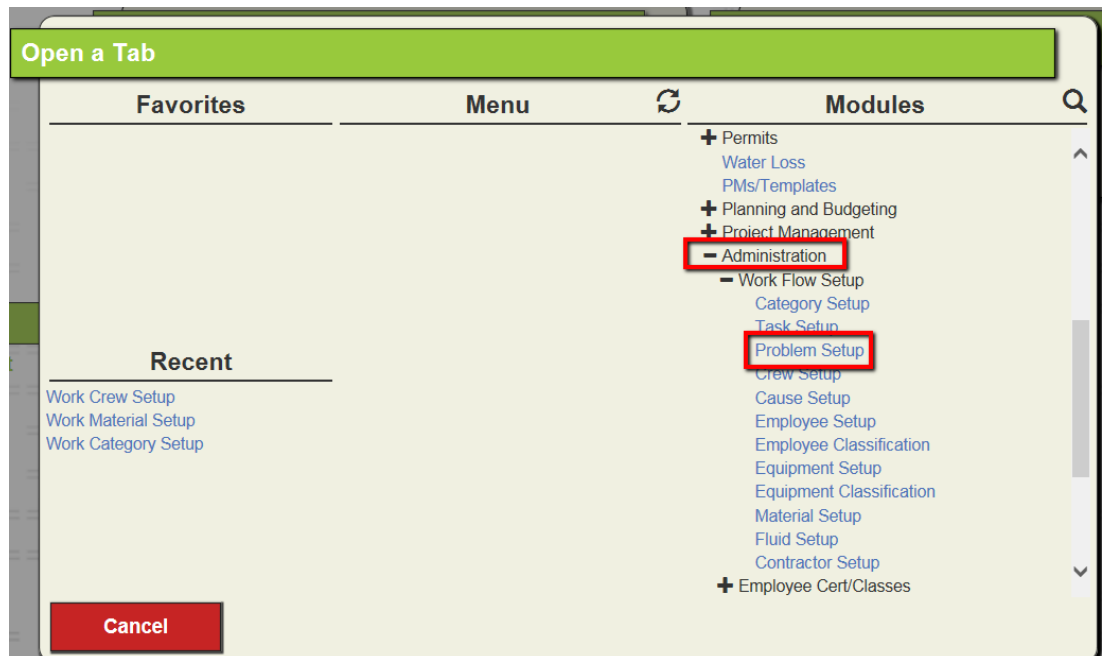 Open a Tab
Favorites
Menu
Modules
Permits
Water Loss
PMs/Templates
Planning and Budgeting
Project Management
Administration
Work Flow Setup
Category Setup
Task Setup
Problem Setup
Crew Setup
Cause Setup
Employee Setup
Employee Classification
Equipment Setup
Equipment Classification
Material Setup
Fluid Setup
Contractor Setup
Employee Cert/Classes
Recent
Work Crew Setup
Work Material Setup
Work Category Setup
Cancel